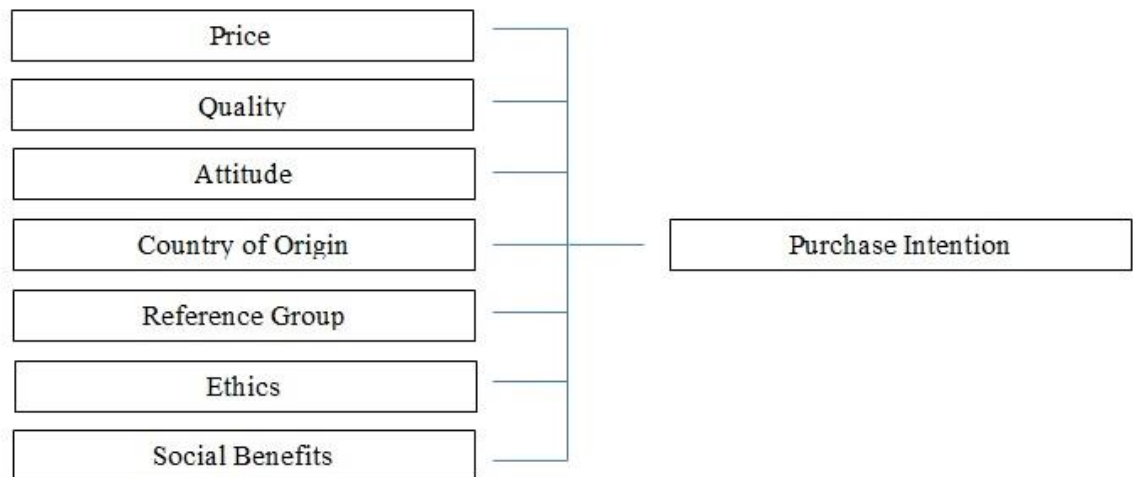 Price
Quality
Attitude
Country of Origin
Purchase Intention
Reference Group
Ethics
Social Benefits